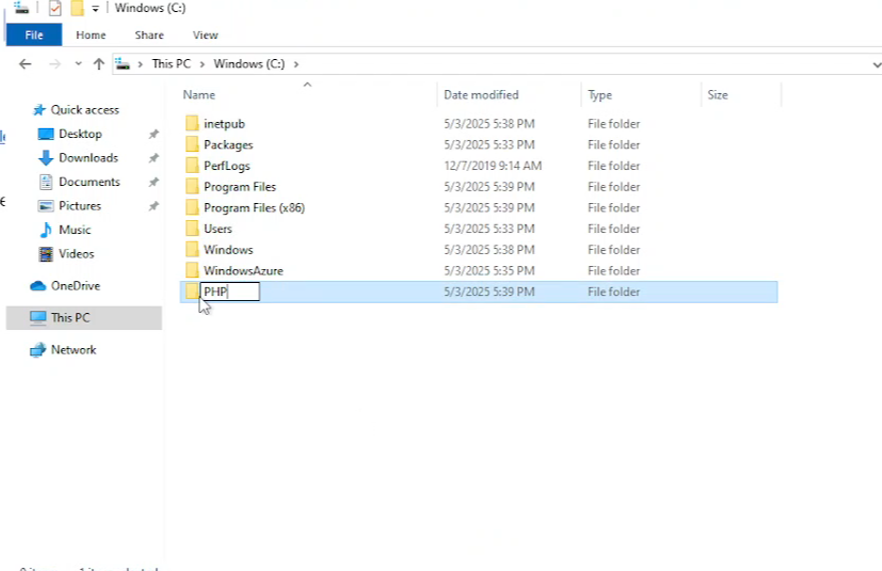 Windows (C:)
File Home Share View
This PC Windows (C:)
Name Date modified Type Size
Quick access
Desktop
Downloads
Documents
Pictures
Music
Videos
OneDrive
This PC
Network
inetpub 5/3/2025 5:38 PM File folder
Packages 5/3/2025 5:33 PM File folder
PerfLogs 12/7/2019 9:14 AM File folder
Program Files 5/3/2025 5:39 PM File folder
Program Files (x86) 5/3/2025 5:39 PM File folder
Users 5/3/2025 5:33 PM File folder
Windows 5/3/2025 5:38 PM File folder
WindowsAzure 5/3/2025 5:35 PM File folder
PHP 5/3/2025 5:39 PM File folder